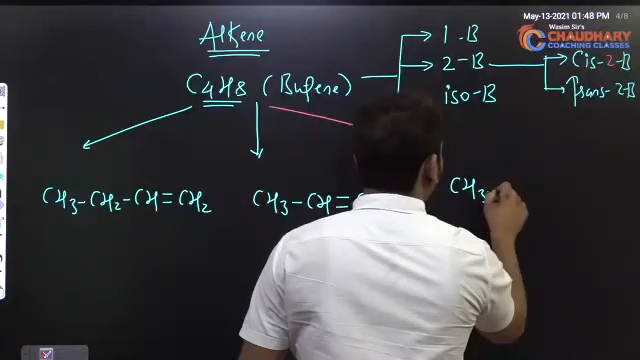 May-13-2021 01:48 PM 4/8
Wasim Sir's
CHAUDHARY
COACHING CLASSES
Alkene
C4H8 (Butene)
1-B
2-B
iso-B
Cis-2-B
Trans-2-B
CH3-CH2-CH=CH2
CH3-CH=
CH3